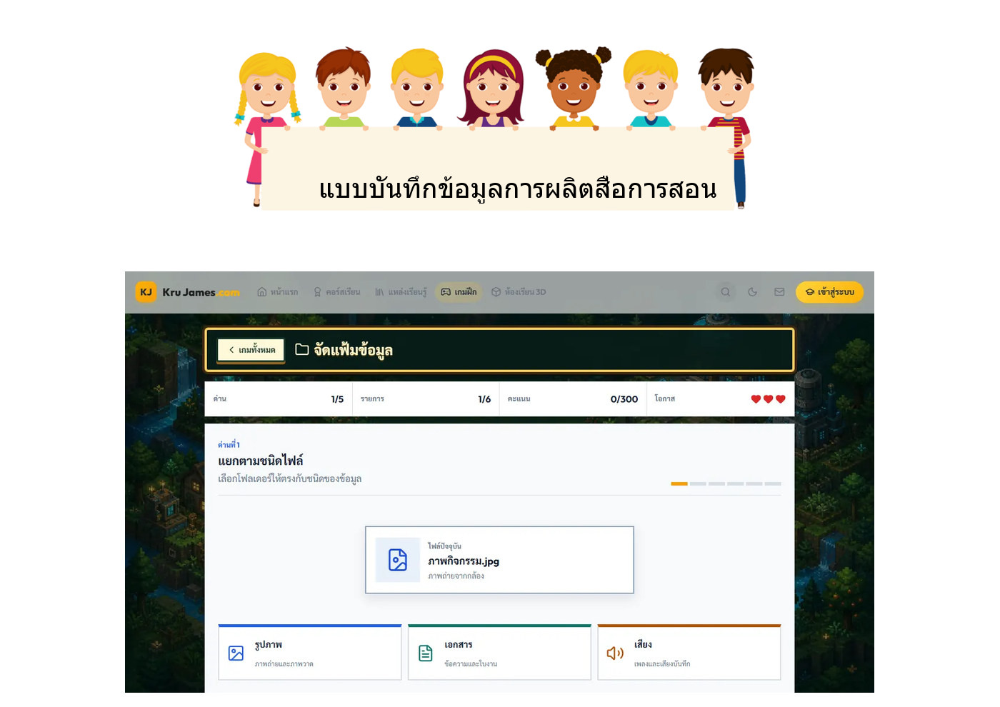 แบบบันทึกข้อมูลการผลิตสื่อการสอน
KJ Kru James.com หน้าแรก คอร์สเรียน แหล่งเรียนรู้ เกมฝึก ห้องเรียน 3D เข้าสู่ระบบ
เกมทั้งหมด จัดแฟ้มข้อมูล
ด่าน 1/5 รายการ 1/6 คะแนน 0/300 โอกาส
ด่านที่ 1
แยกตามชนิดไฟล์
เลือกโฟลเดอร์ให้ตรงกับชนิดของข้อมูล
ไฟล์ปัจจุบัน
ภาพกิจกรรม.jpg
ภาพถ่ายจากกล้อง
รูปภาพ
ภาพถ่ายและภาพวาด
เอกสาร
ข้อความและใบงาน
เสียง
เพลงและเสียงบันทึก